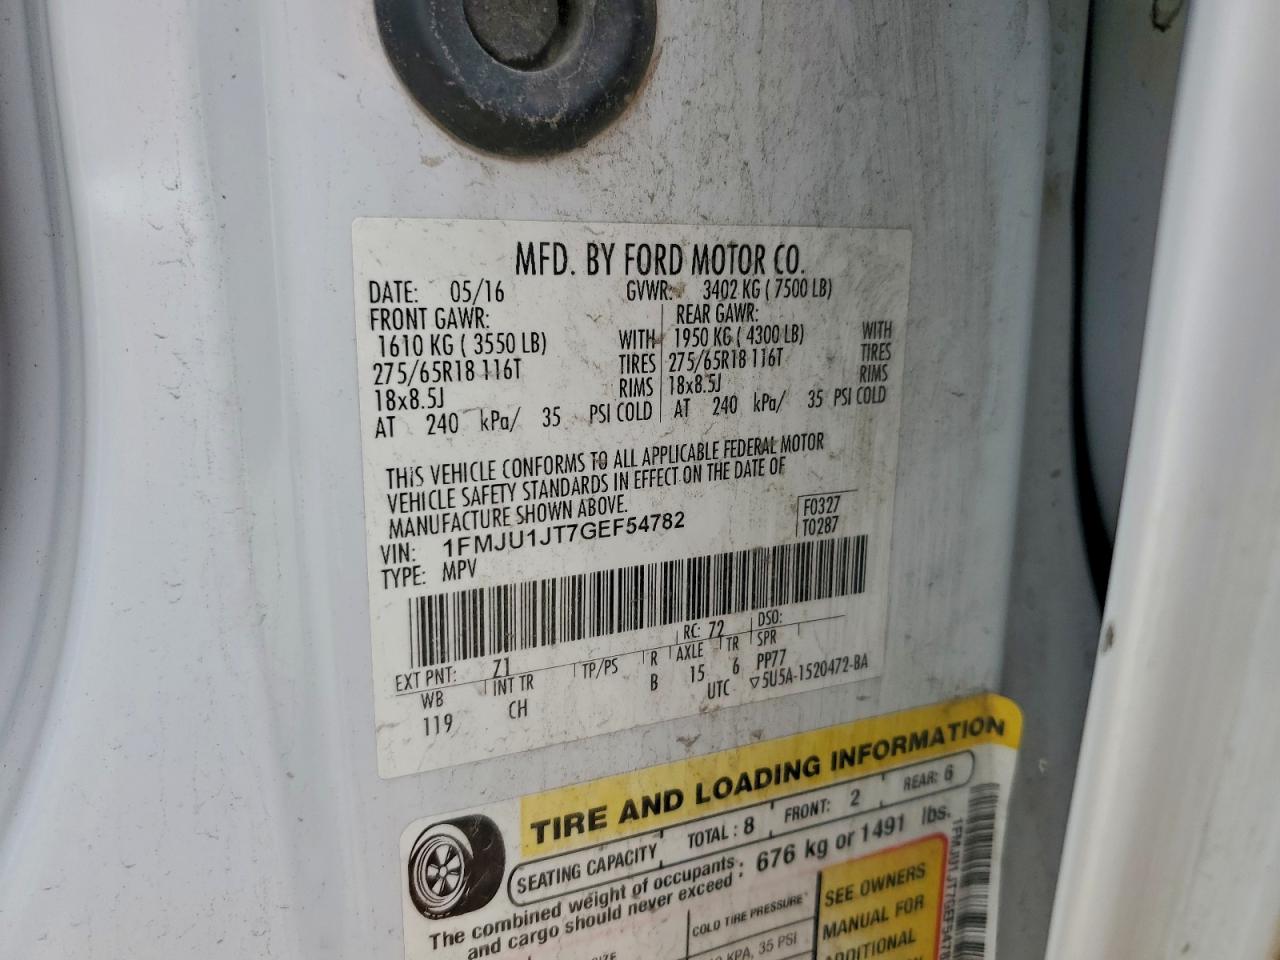 MFD. BY FORD MOTOR CO.
DATE: 05/16 GVWR: 3402 KG ( 7500 LB)
FRONT GAWR: REAR GAWR:
1610 KG ( 3550 LB) WITH 1950 KG ( 4300 LB) WITH
275/65R18 116T TIRES 275/65R18 116T TIRES
18x8.5J RIMS 18x8.5J RIMS
AT 240 kPa/ 35 PSI COLD AT 240 kPa/ 35 PSI COLD
THIS VEHICLE CONFORMS TO ALL APPLICABLE FEDERAL MOTOR
VEHICLE SAFETY STANDARDS IN EFFECT ON THE DATE OF
MANUFACTURE SHOWN ABOVE.
F0327
VIN: 1FMJU1JT7GEF54782 T0287
TYPE: MPV
EXT PNT: Z1 RC: 72 DSO:
WB INT TR TP/PS R AXLE TR SPR
119 CH B 15 6 PP77
UTC ▽5U5A-1520472-BA
TIRE AND LOADING INFORMATION
SEATING CAPACITY TOTAL : 8 FRONT: 2 REAR: 6
The combined weight of occupants
and cargo should never exceed : 676 kg or 1491 lbs.
COLD TIRE PRESSURE
KPA, 35 PSI
SEE OWNERS
MANUAL FOR
ADDITIONAL